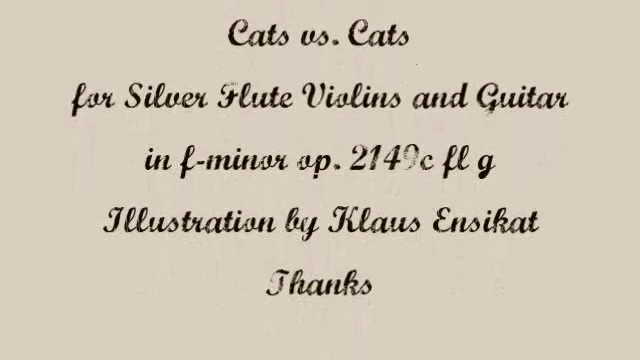 Cats vs. Cats
for Silver Flute Violins and Guitar
in f-minor op. 2149c fl g
Illustration by Klaus Ensikat
Thanks